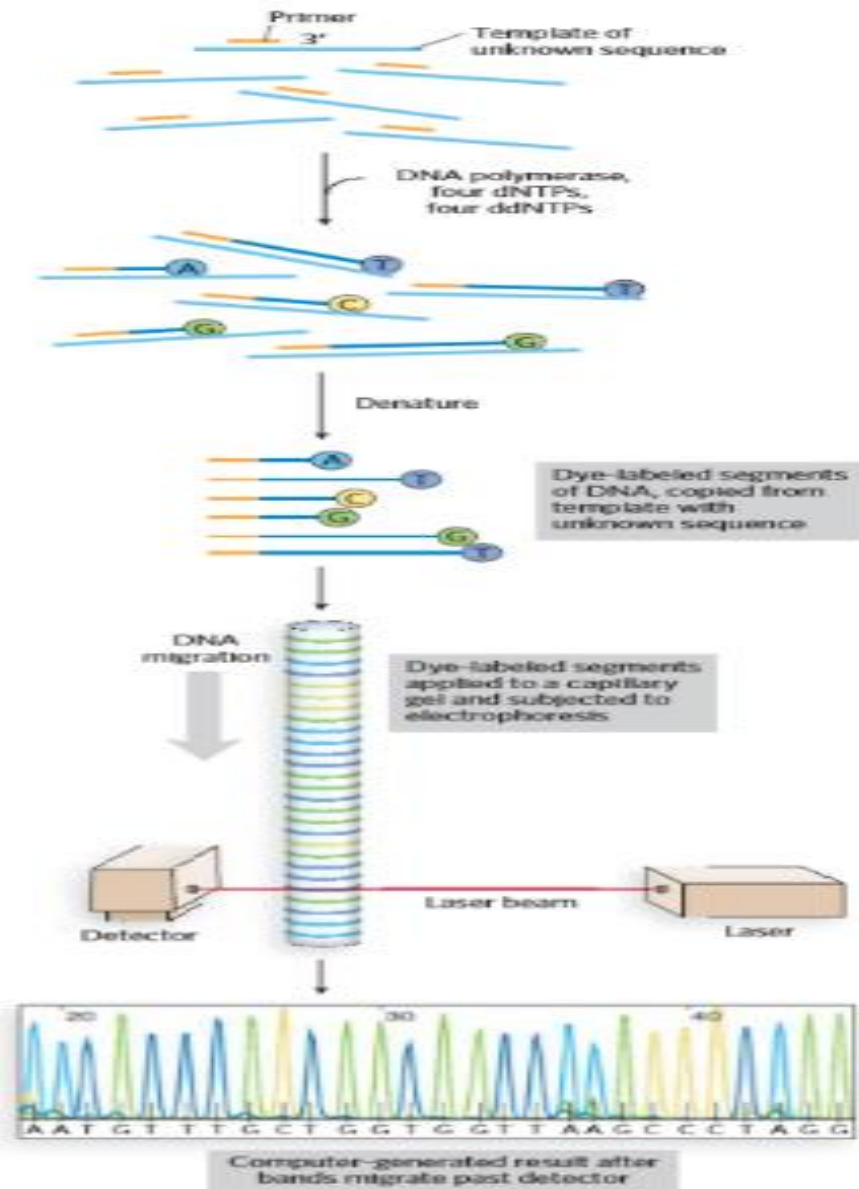 Primer
3'
Template of
unknown sequence
DNA polymerase,
four dNTPs,
four ddNTPs
A
T
T
C
G
G
Denature
A
T
C
G
G
T
Dye-labeled segments
of DNA, copied from
template with
unknown sequence
DNA
migration
Dye-labeled segments
applied to a capillary
gel and subjected to
electrophoresis
Laser beam
Detector
Laser
20 30 40
A A T G T T T G C T G G T G G T T A A G C C C T A G G
Computer-generated result after
bands migrate past detector